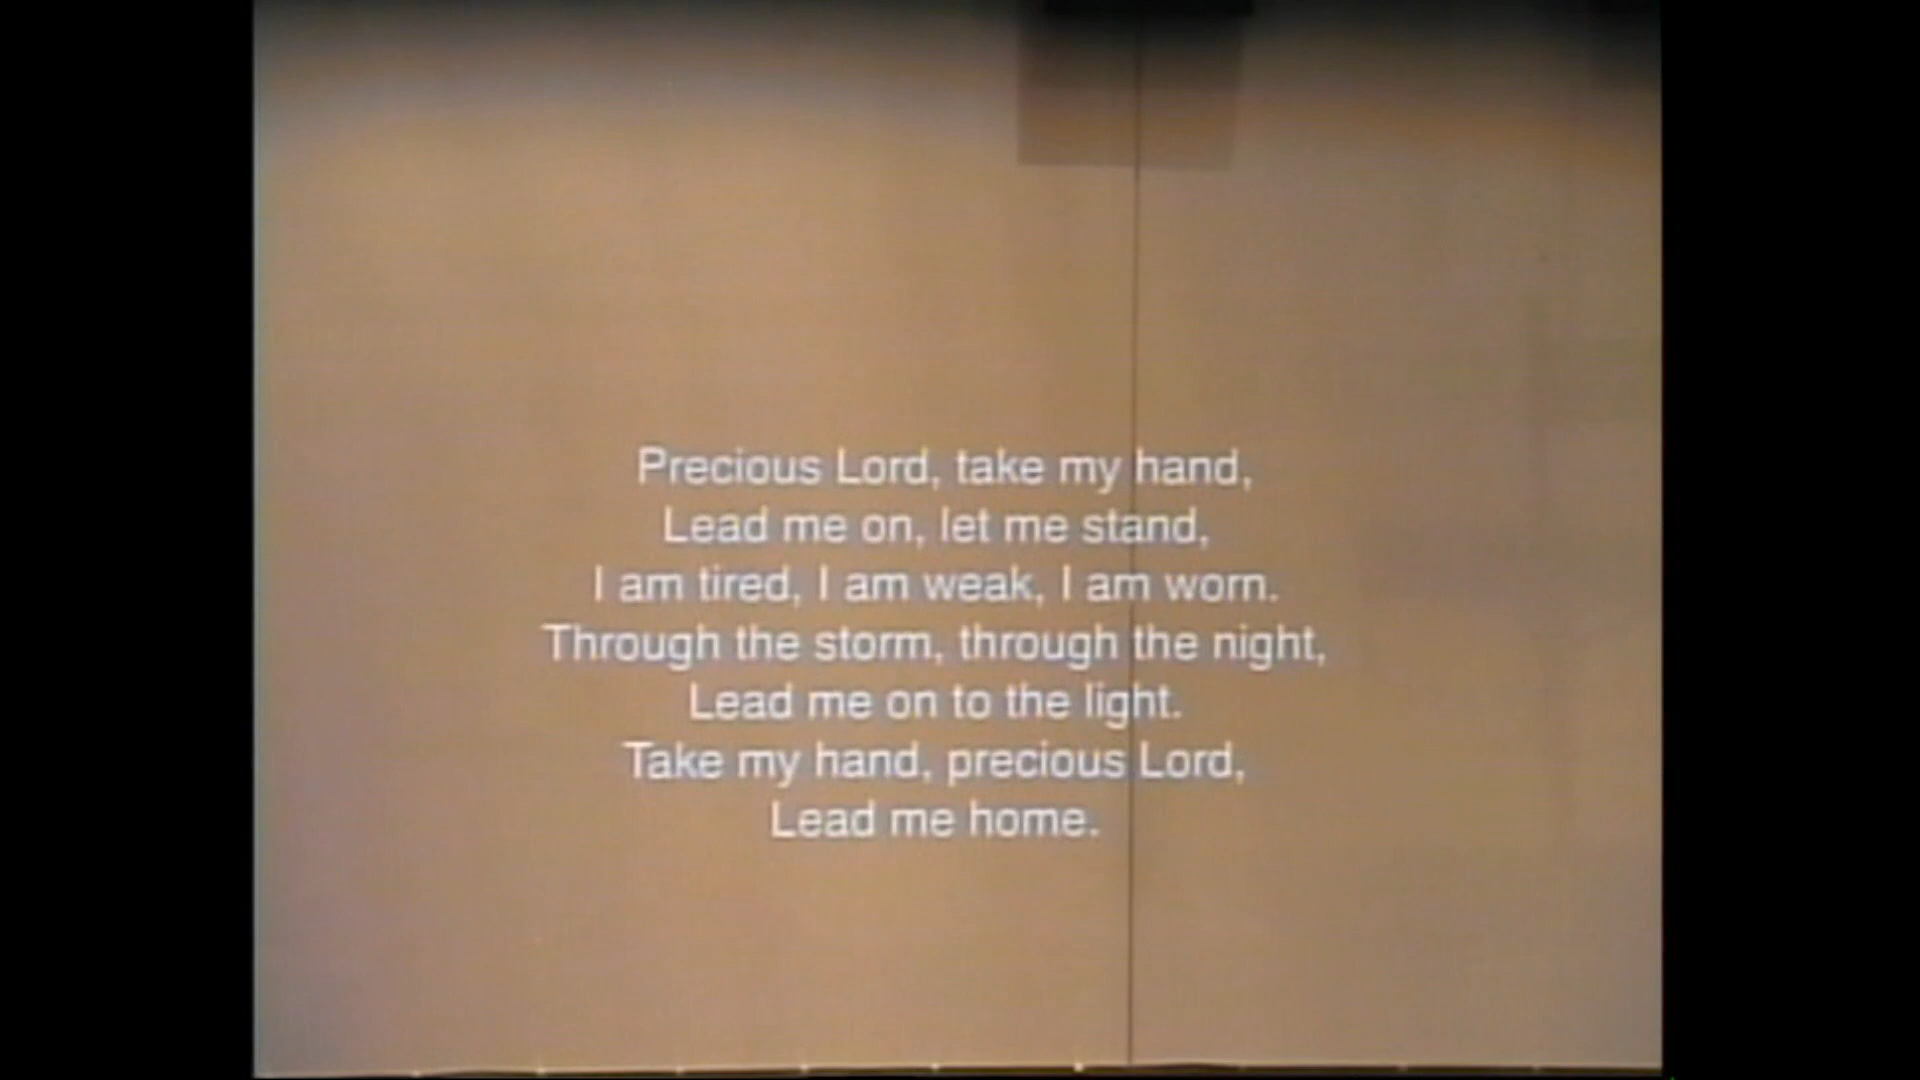 Precious Lord, take my hand,
Lead me on, let me stand,
I am tired, I am weak, I am worn.
Through the storm, through the night,
Lead me on to the light.
Take my hand, precious Lord,
Lead me home.